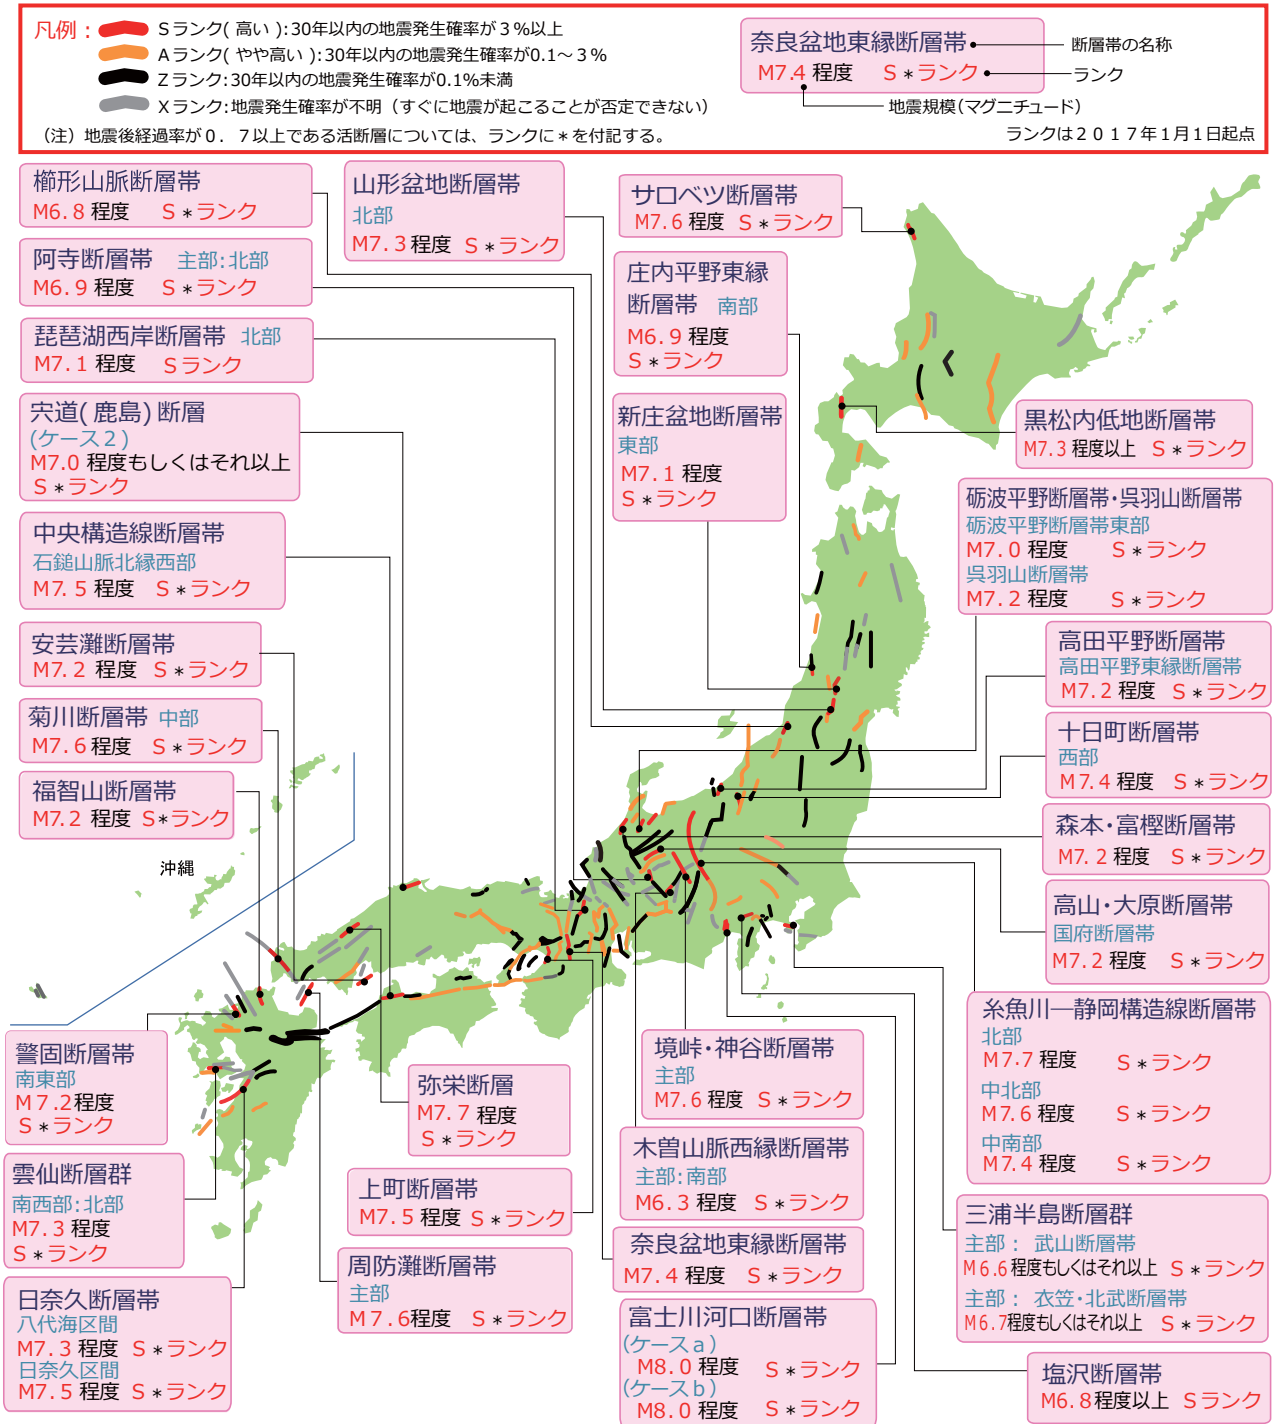 凡例：
Ｓランク( 高い ):30年以内の地震発生確率が３%以上
Ａランク( やや高い ):30年以内の地震発生確率が0.1～３%
Ｚランク:30年以内の地震発生確率が0.1%未満
Ｘランク:地震発生確率が不明（すぐに地震が起こることが否定できない）
（注）地震後経過率が０．７以上である活断層については、ランクに＊を付記する。
奈良盆地東縁断層帯
M7.4 程度 S＊ランク
断層帯の名称
ランク
地震規模(マグニチュード)
ランクは２０１７年１月１日起点
櫛形山脈断層帯
M6.8 程度 S＊ランク
阿寺断層帯 主部:北部
M6.9 程度 S＊ランク
琵琶湖西岸断層帯 北部
M7.1 程度 Sランク
宍道(鹿島)断層
(ケース２)
M7.0 程度もしくはそれ以上
S＊ランク
中央構造線断層帯
石鎚山脈北縁西部
M7.5 程度 S＊ランク
安芸灘断層帯
M7.2 程度 S＊ランク
菊川断層帯 中部
M7.6 程度 S＊ランク
福智山断層帯
M7.2 程度 S＊ランク
沖縄
山形盆地断層帯
北部
M7.3 程度 S＊ランク
サロベツ断層帯
M7.6 程度 S＊ランク
庄内平野東縁
断層帯 南部
M6.9 程度
S＊ランク
新庄盆地断層帯
東部
M7.1 程度
S＊ランク
黒松内低地断層帯
M7.3 程度以上 S＊ランク
砺波平野断層帯・呉羽山断層帯
砺波平野断層帯東部
M7.0 程度 S＊ランク
呉羽山断層帯
M7.2 程度 S＊ランク
高田平野断層帯
高田平野東縁断層帯
M7.2 程度 S＊ランク
十日町断層帯
西部
M7.4 程度 S＊ランク
森本・富樫断層帯
M7.2 程度 S＊ランク
高山・大原断層帯
国府断層帯
M7.2 程度 S＊ランク
糸魚川―静岡構造線断層帯
北部
M7.7 程度 S＊ランク
中北部
M7.6 程度 S＊ランク
中南部
M7.4 程度 S＊ランク
警固断層帯
南東部
M7.2程度
S＊ランク
雲仙断層群
南西部:北部
M7.3 程度
S＊ランク
日奈久断層帯
八代海区間
M7.3 程度 S＊ランク
日奈久区間
M7.5 程度 S＊ランク
弥栄断層
M7.7 程度
S＊ランク
上町断層帯
M7.5 程度 S＊ランク
周防灘断層帯
主部
M7.6程度 S＊ランク
境峠・神谷断層帯
主部
M7.6 程度 S＊ランク
木曽山脈西縁断層帯
主部:南部
M6.3 程度 S＊ランク
奈良盆地東縁断層帯
M7.4 程度 S＊ランク
富士川河口断層帯
(ケースa)
M8.0 程度 S＊ランク
(ケースb)
M8.0 程度 S＊ランク
三浦半島断層群
主部： 武山断層帯
M6.6程度もしくはそれ以上 S＊ランク
主部： 衣笠・北武断層帯
M6.7程度もしくはそれ以上 S＊ランク
塩沢断層帯
M6.8程度以上 Sランク